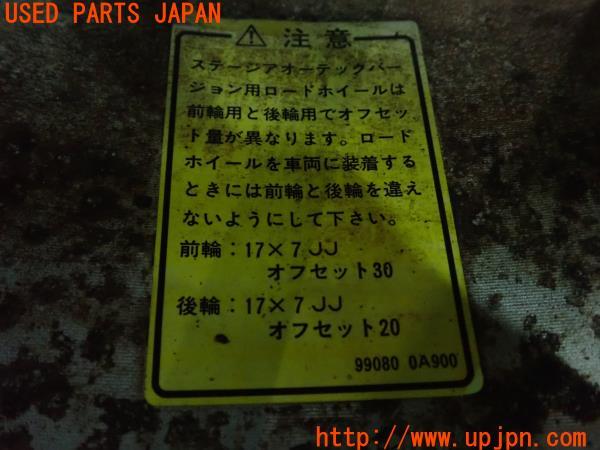 USED PARTS JAPAN
注意
ステージアオーテックバー
ジョン用ロードホイールは
前輪用と後輪用でオフセッ
ト量が異なります。ロード
ホイールを車両に装着する
ときには前輪と後輪を違え
ないようにして下さい。
前輪：17×7JJ
オフセット30
後輪：17×7JJ
オフセット20
99080 0A900
http://www.upjpn.com/